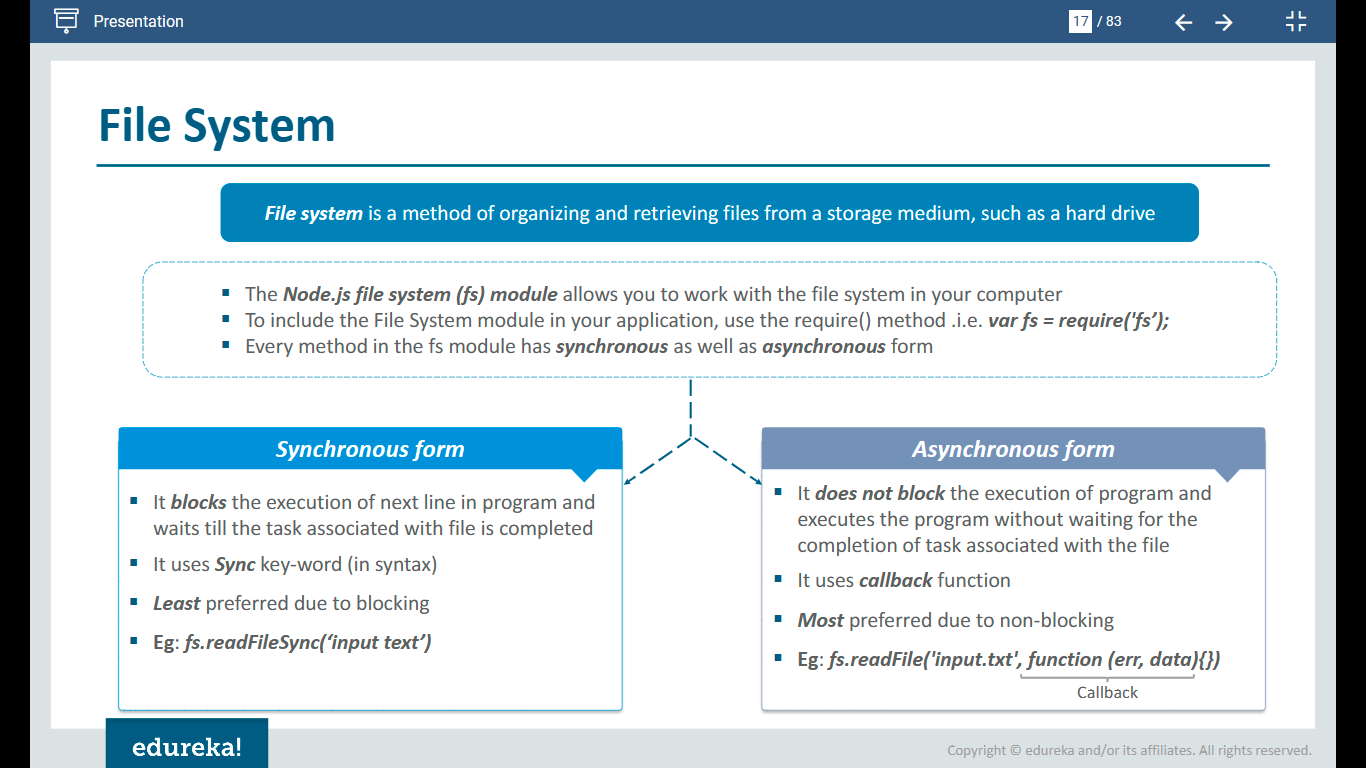 Presentation
17 / 83
File System
File system is a method of organizing and retrieving files from a storage medium, such as a hard drive
▪ The Node.js file system (fs) module allows you to work with the file system in your computer
▪ To include the File System module in your application, use the require() method .i.e. var fs = require('fs’);
▪ Every method in the fs module has synchronous as well as asynchronous form
Synchronous form
▪ It blocks the execution of next line in program and
waits till the task associated with file is completed
▪ It uses Sync key-word (in syntax)
▪ Least preferred due to blocking
▪ Eg: fs.readFileSync(‘input text’)
Asynchronous form
▪ It does not block the execution of program and
executes the program without waiting for the
completion of task associated with the file
▪ It uses callback function
▪ Most preferred due to non-blocking
▪ Eg: fs.readFile('input.txt', function (err, data){})
Callback
edureka!
Copyright © edureka and/or its affiliates. All rights reserved.